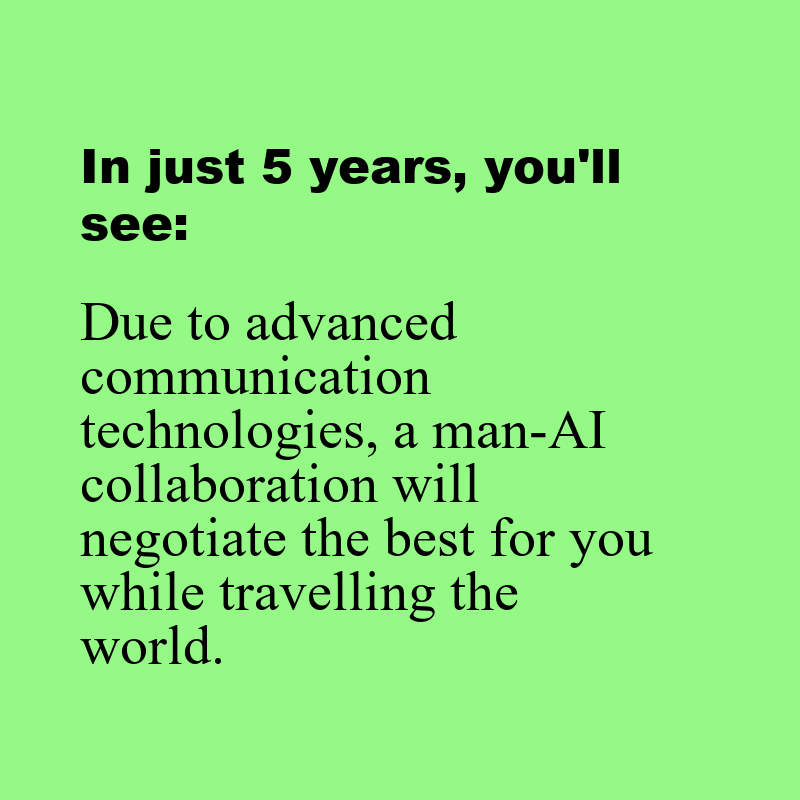 In just 5 years, you'll
see:
Due to advanced
communication
technologies, a man-AI
collaboration will
negotiate the best for you
while travelling the
world.